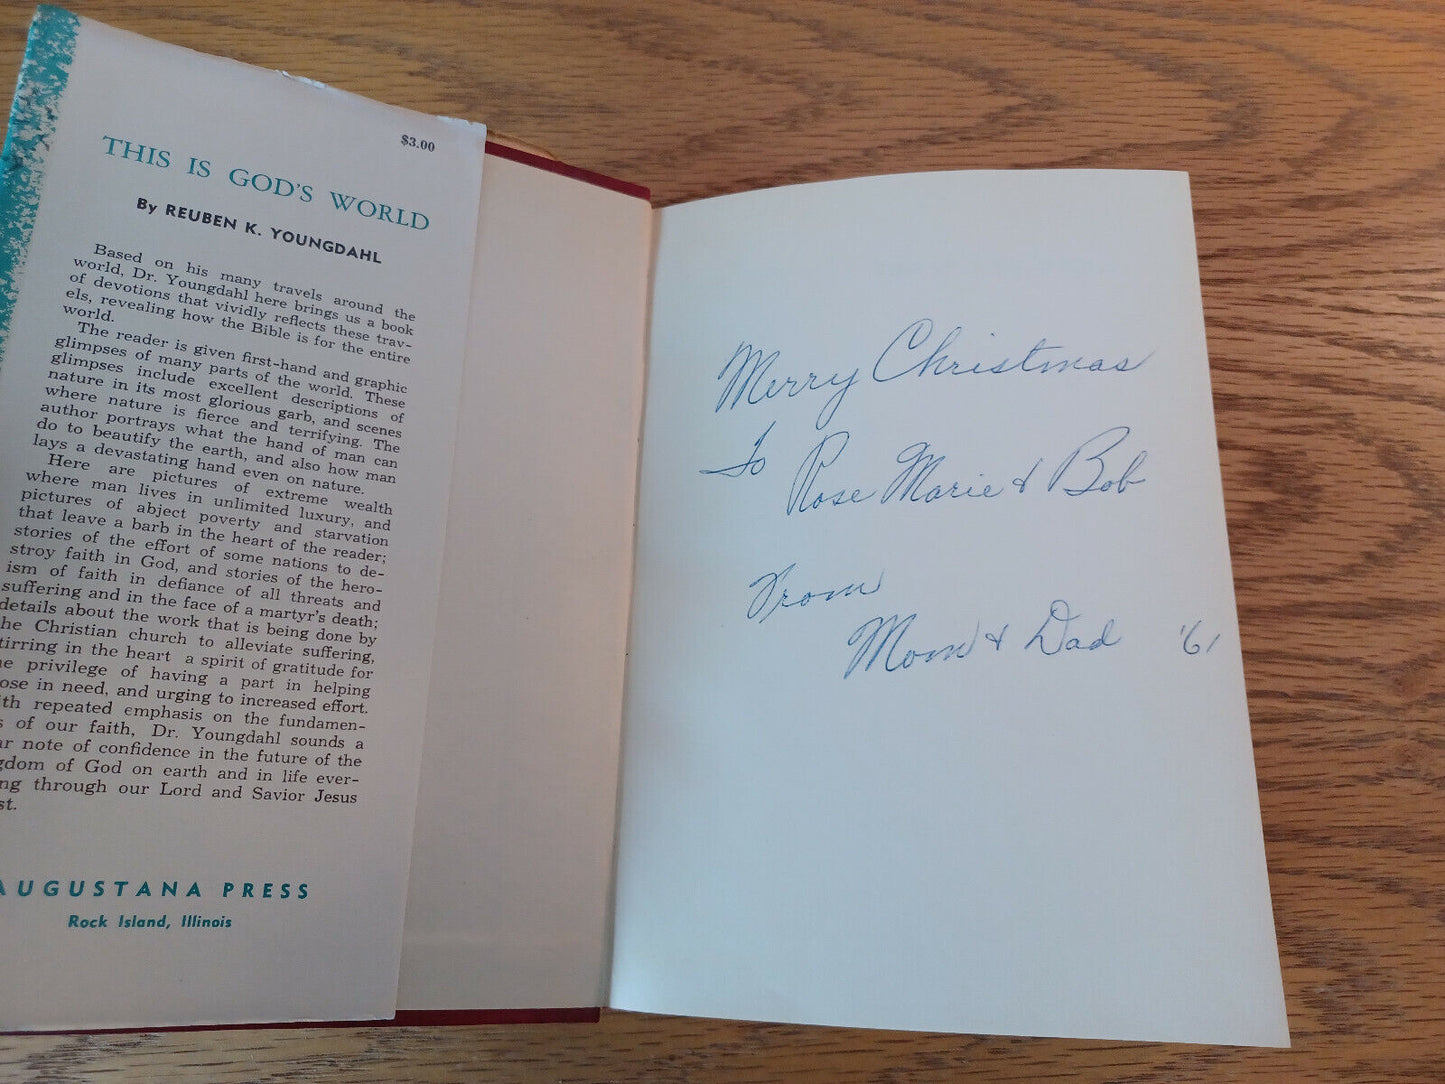 $3.00
THIS IS GOD'S WORLD
By REUBEN K. YOUNGDAHL
Based on his many travels around the
world, Dr. Youngdahl here brings us a book
of devotions that vividly reflects these trav-
els, revealing how the Bible is for the entire
world.
The reader is given first-hand and graphic
glimpses of many parts of the world. These
glimpses include excellent descriptions of
nature in its most glorious garb, and scenes
where nature is fierce and terrifying. The
author portrays what the hand of man can
do to beautify the earth, and also how man
lays a devastating hand even on nature.
Here are pictures of extreme wealth
where man lives in unlimited luxury, and
pictures of abject poverty and starvation
that leave a barb in the heart of the reader;
stories of the effort of some nations to de-
stroy faith in God, and stories of the hero-
ism of faith in defiance of all threats and
suffering and in the face of a martyr's death;
details about the work that is being done by
he Christian church to alleviate suffering,
tirring in the heart a spirit of gratitude for
he privilege of having a part in helping
ose in need, and urging to increased effort.
ith repeated emphasis on the fundamen-
s of our faith, Dr. Youngdahl sounds a
ar note of confidence in the future of the
gdom of God on earth and in life ever-
ng through our Lord and Savior Jesus
st.
AUGUSTANA PRESS
Rock Island, Illinois
Merry Christmas
To Rose Marie & Bob
From
Mom & Dad '61